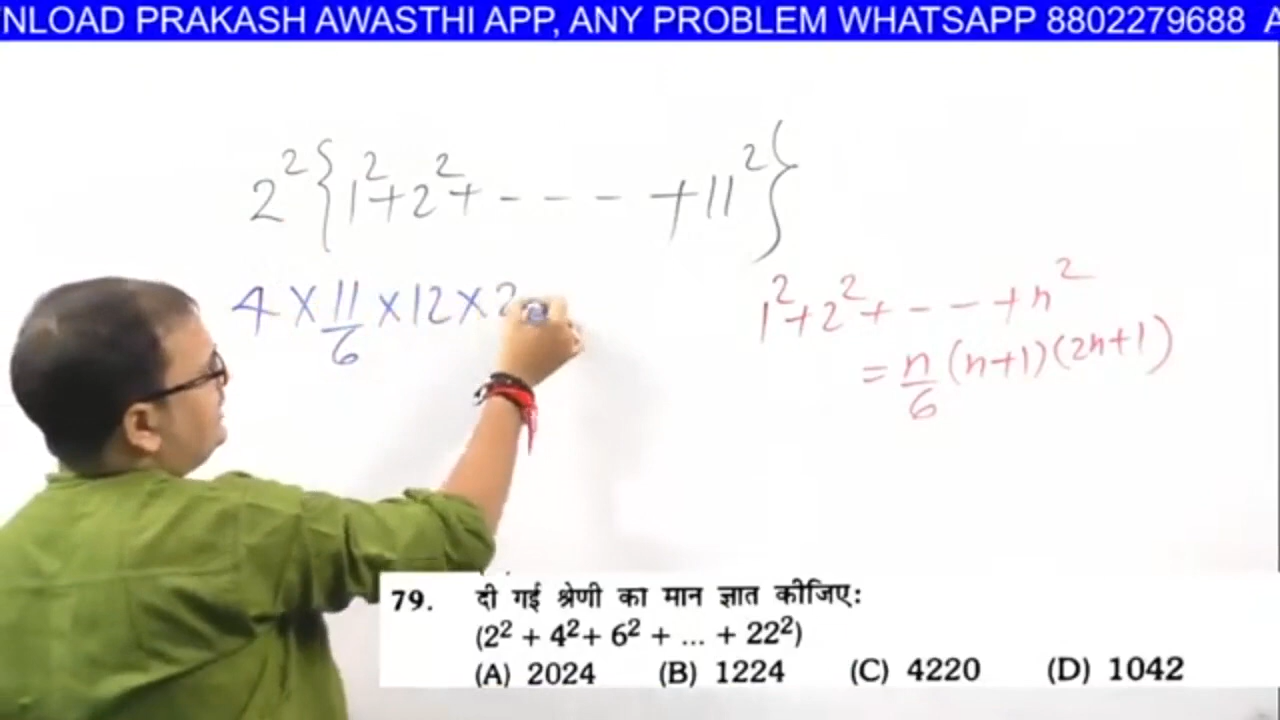 NLOAD PRAKASH AWASTHI APP, ANY PROBLEM WHATSAPP 8802279688
2² { 1² + 2² + - - - - + 11² }
4 × 11/6 × 12 × 2
1² + 2² + - - - + n²
= n/6 (n+1) (2n+1)
79. दी गई श्रेणी का मान ज्ञात कीजिए:
(2² + 4² + 6² + ... + 22²)
(A) 2024 (B) 1224 (C) 4220 (D) 1042